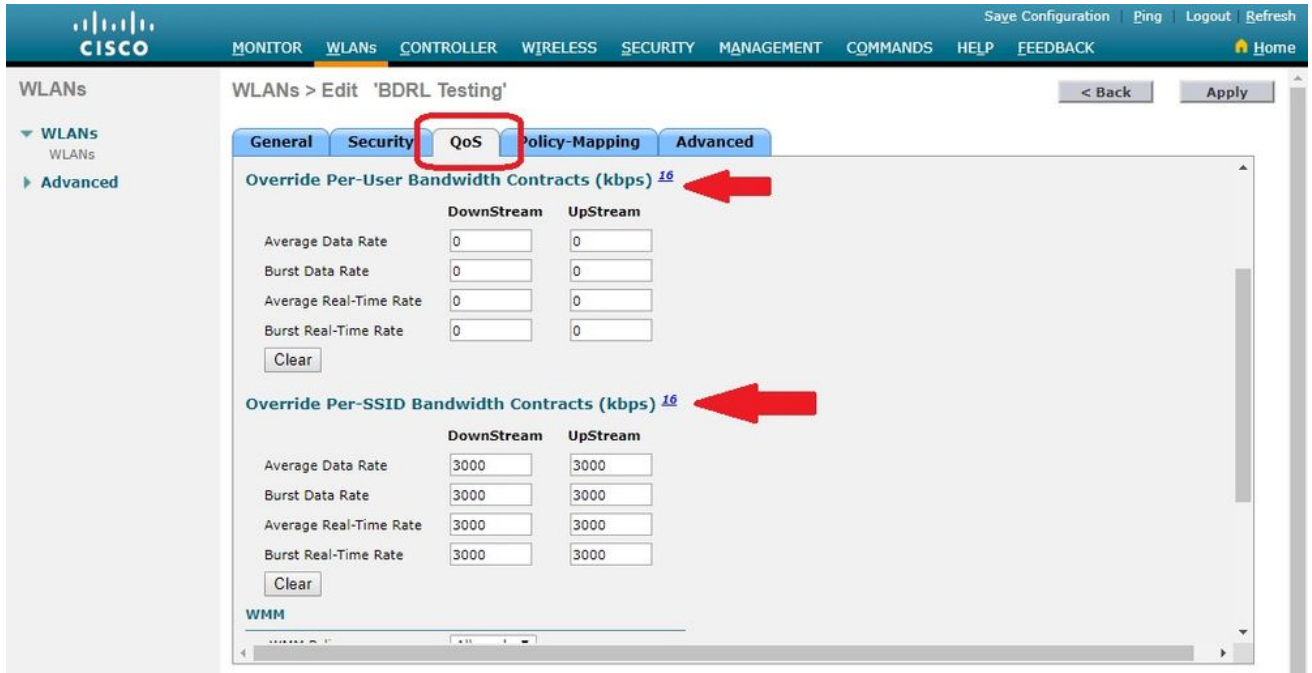 Save Configuration Ping Logout Refresh
CISCO MONITOR WLANs CONTROLLER WIRELESS SECURITY MANAGEMENT COMMANDS HELP FEEDBACK Home
WLANs
WLANs > Edit 'BDRL Testing'
< Back Apply
WLANs
WLANs
Advanced
General Security QoS Policy-Mapping Advanced
Override Per-User Bandwidth Contracts (kbps) 16
DownStream UpStream
Average Data Rate 0 0
Burst Data Rate 0 0
Average Real-Time Rate 0 0
Burst Real-Time Rate 0 0
Clear
Override Per-SSID Bandwidth Contracts (kbps) 16
DownStream UpStream
Average Data Rate 3000 3000
Burst Data Rate 3000 3000
Average Real-Time Rate 3000 3000
Burst Real-Time Rate 3000 3000
Clear
WMM